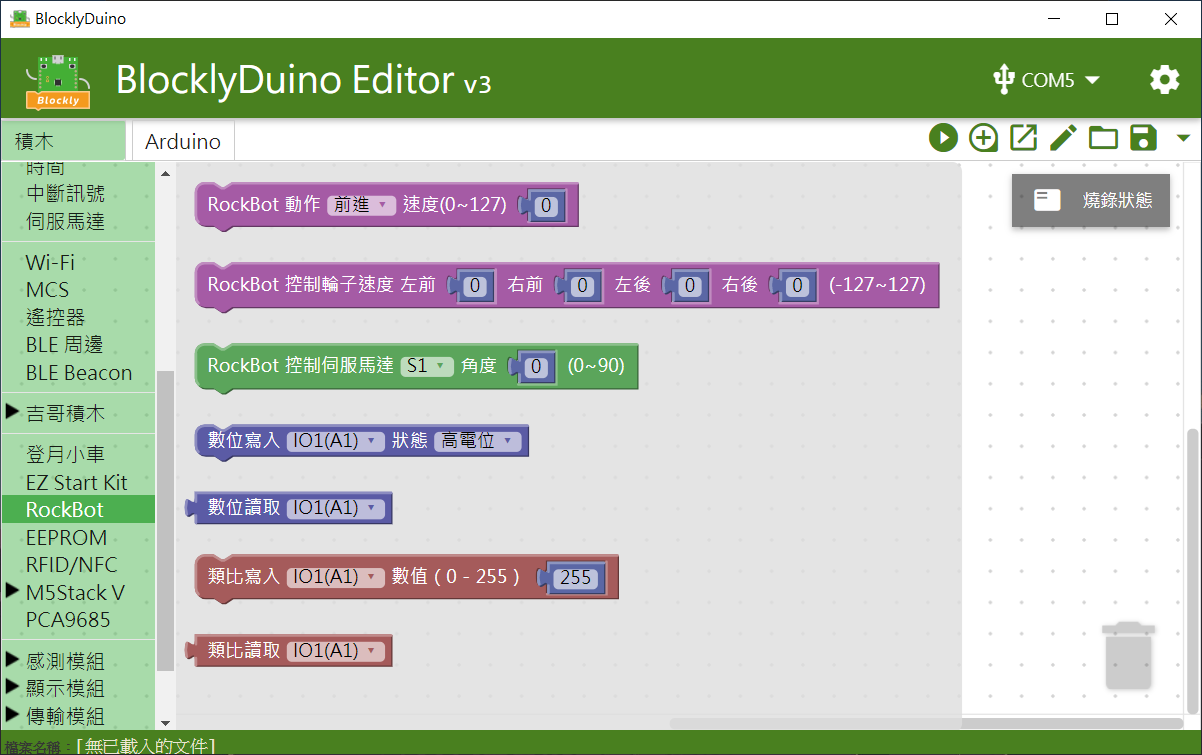 BlocklyDuino
Blockly
BlocklyDuino Editor v3
COM5
積木
Arduino
時間
中斷訊號
伺服馬達
Wi-Fi
MCS
遙控器
BLE 周邊
BLE Beacon
吉哥積木
登月小車
EZ Start Kit
RockBot
EEPROM
RFID/NFC
M5Stack V
PCA9685
感測模組
顯示模組
傳輸模組
RockBot 動作 前進 速度(0~127) 0
RockBot 控制輪子速度 左前 0 右前 0 左後 0 右後 0 (-127~127)
RockBot 控制伺服馬達 S1 角度 0 (0~90)
數位寫入 IO1(A1) 狀態 高電位
數位讀取 IO1(A1)
類比寫入 IO1(A1) 數值 ( 0 - 255 ) 255
類比讀取 IO1(A1)
燒錄狀態
檔案名稱：[ 無已載入的文件]